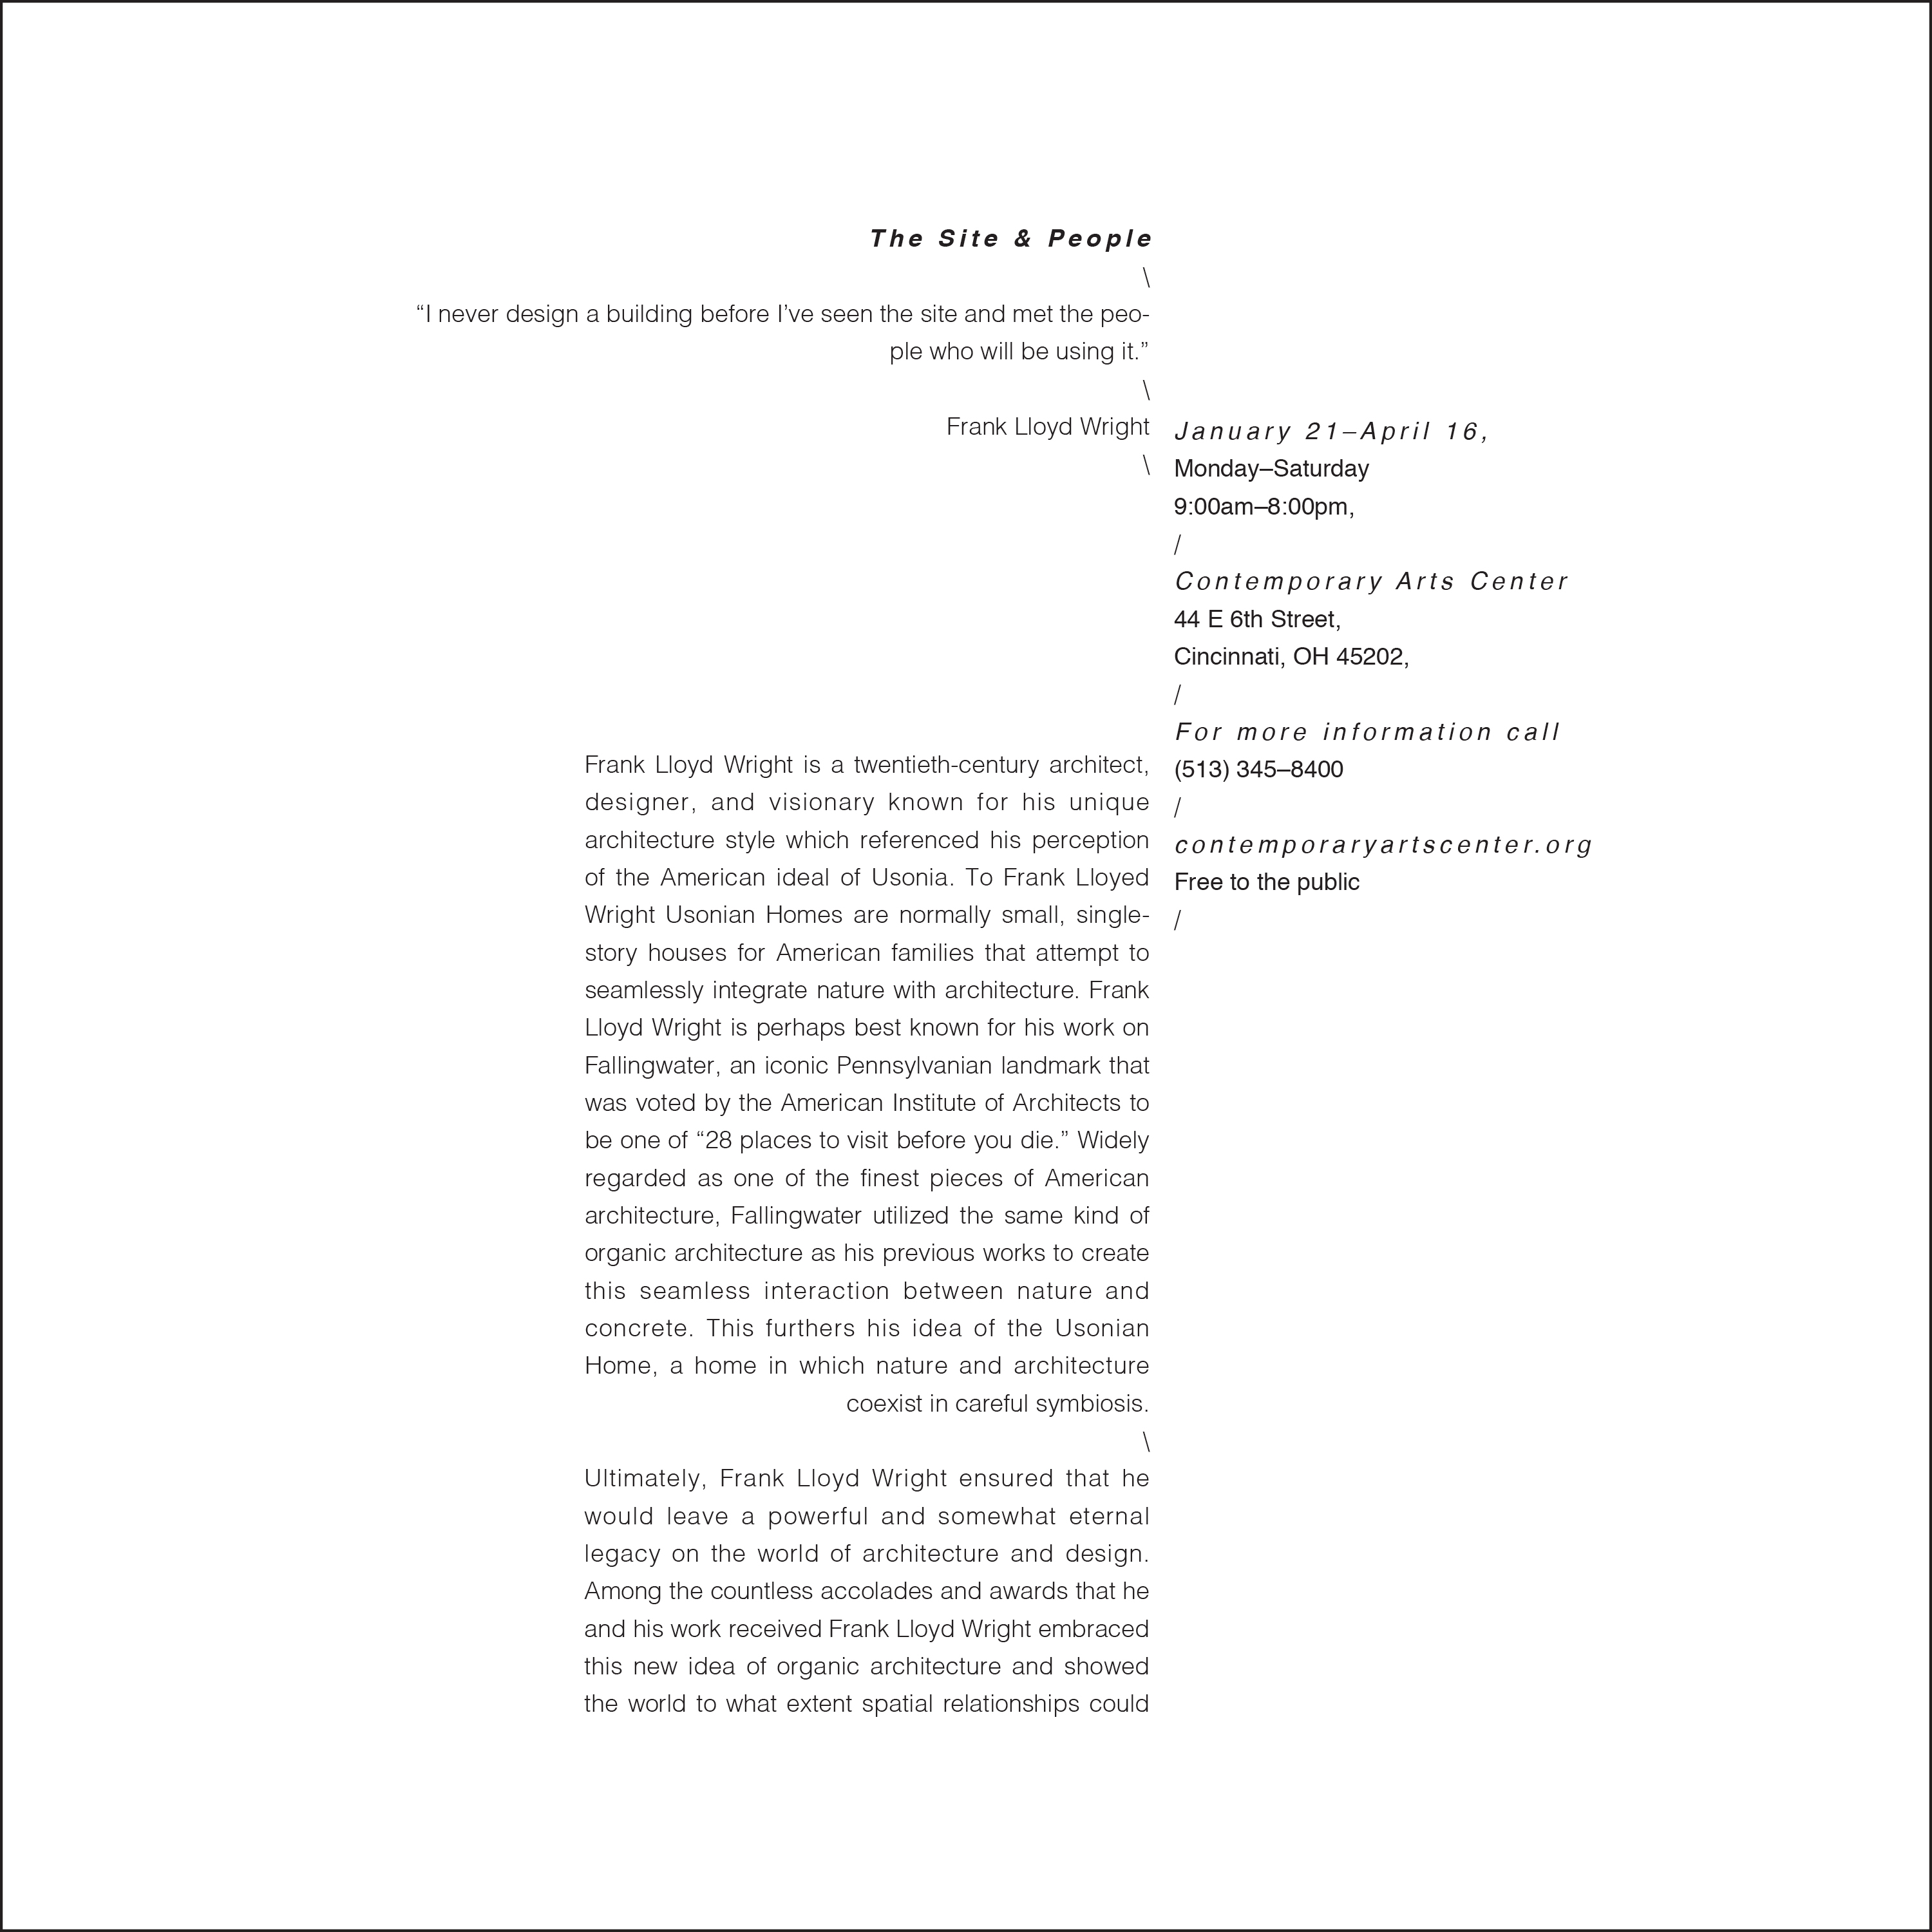 The Site & People
\
“I never design a building before I’ve seen the site and met the peo-
ple who will be using it.”
\
Frank Lloyd Wright
\
January 21–April 16,
Monday–Saturday
9:00am–8:00pm,
/
Contemporary Arts Center
44 E 6th Street,
Cincinnati, OH 45202,
/
For more information call
(513) 345–8400
/
contemporaryartscenter.org
Free to the public
/
Frank Lloyd Wright is a twentieth-century architect,
designer, and visionary known for his unique
architecture style which referenced his perception
of the American ideal of Usonia. To Frank Lloyed
Wright Usonian Homes are normally small, single-
story houses for American families that attempt to
seamlessly integrate nature with architecture. Frank
Lloyd Wright is perhaps best known for his work on
Fallingwater, an iconic Pennsylvanian landmark that
was voted by the American Institute of Architects to
be one of “28 places to visit before you die.” Widely
regarded as one of the finest pieces of American
architecture, Fallingwater utilized the same kind of
organic architecture as his previous works to create
this seamless interaction between nature and
concrete. This furthers his idea of the Usonian
Home, a home in which nature and architecture
coexist in careful symbiosis.
\
Ultimately, Frank Lloyd Wright ensured that he
would leave a powerful and somewhat eternal
legacy on the world of architecture and design.
Among the countless accolades and awards that he
and his work received Frank Lloyd Wright embraced
this new idea of organic architecture and showed
the world to what extent spatial relationships could